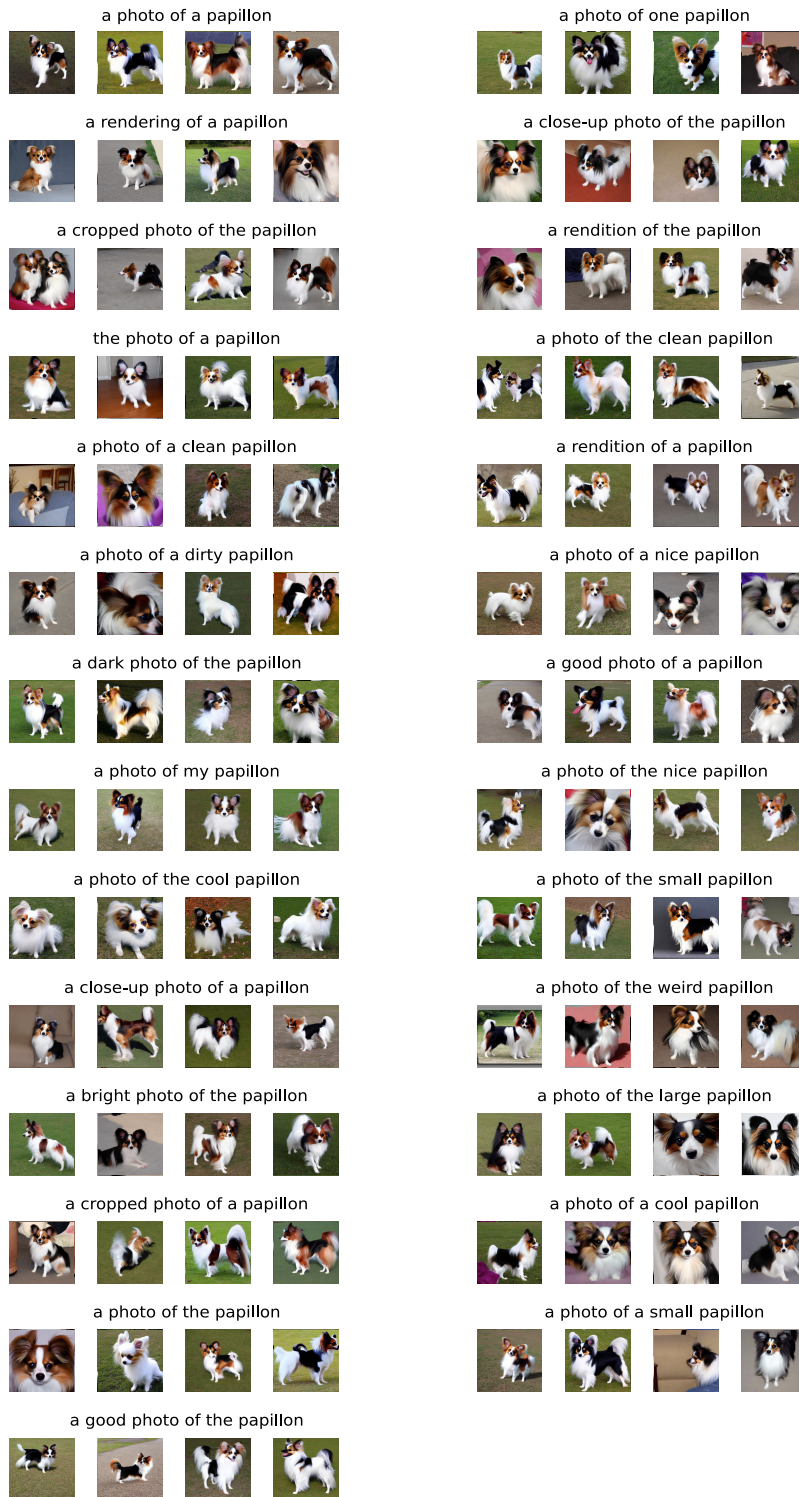 a photo of a papillon
a photo of one papillon
a rendering of a papillon
a close-up photo of the papillon
a cropped photo of the papillon
a rendition of the papillon
the photo of a papillon
a photo of the clean papillon
a photo of a clean papillon
a rendition of a papillon
a photo of a dirty papillon
a photo of a nice papillon
a dark photo of the papillon
a good photo of a papillon
a photo of my papillon
a photo of the nice papillon
a photo of the cool papillon
a photo of the small papillon
a close-up photo of a papillon
a photo of the weird papillon
a bright photo of the papillon
a photo of the large papillon
a cropped photo of a papillon
a photo of a cool papillon
a photo of the papillon
a photo of a small papillon
a good photo of the papillon